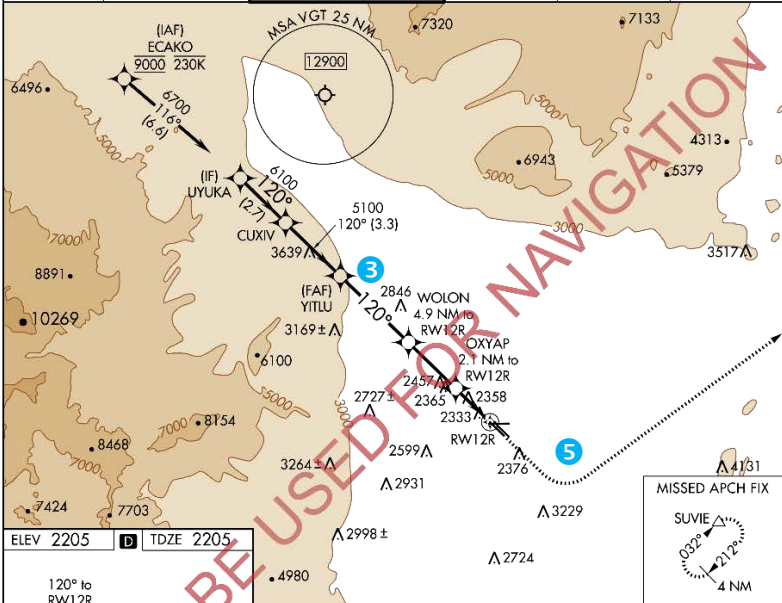 MSA VGT 25 NM
12900
7320
7133
(IAF)
ECAKO
9000 230K
6496
6700
116°
(6.6)
5000
5000
4313
6943
5379
5000
(IF)
UYUKA
6100
120°
(2.7)
5100
120° (3.3)
CUXIV
3639
3000
3517
7000
8891
3
(FAF)
YITLU
120°
2846
WOLON
4.9 NM to
RW12R
10269
3169 ±
OXYAP
2.1 NM to
RW12R
6100
5000
2457
2365
2358
2727 ±
2333
3000
RW12R
8154
7000
8468
7000
2599
2376
5
3264 ±
2931
4131
7424
7703
3229
2998 ±
2724
4980
MISSED APCH FIX
SUVIE
032°
212°
4 NM
ELEV 2205 D TDZE 2205
120° to
RW12R
BE USED FOR NAVIGATION